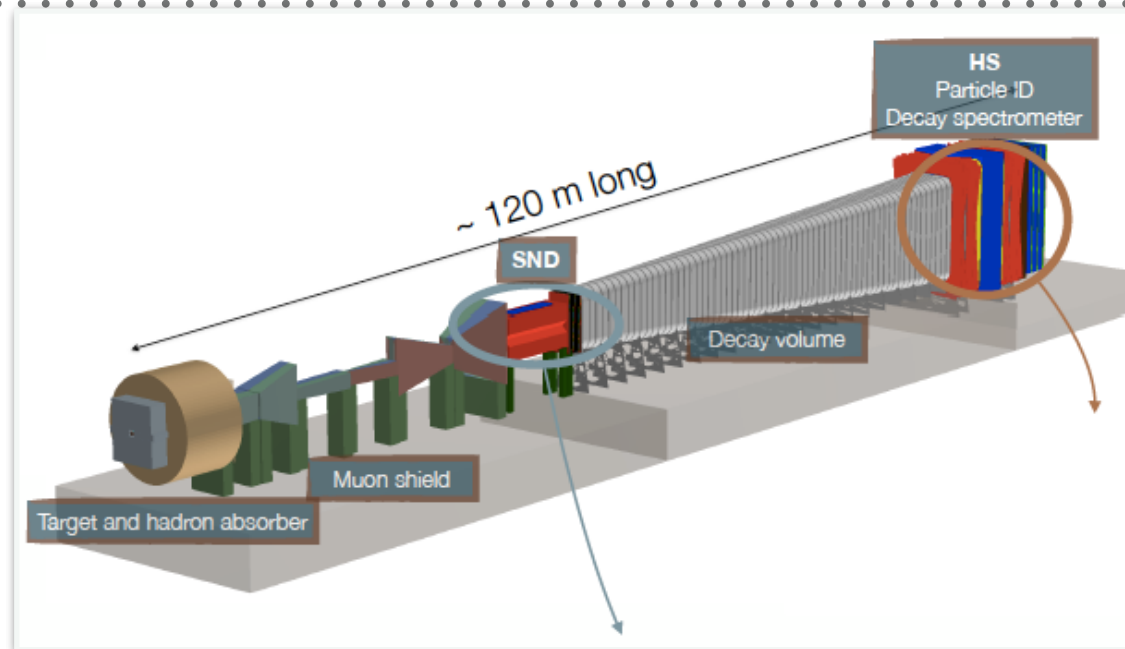 HS
Particle ID
Decay spectrometer
~ 120 m long
SND
Decay volume
Muon shield
Target and hadron absorber